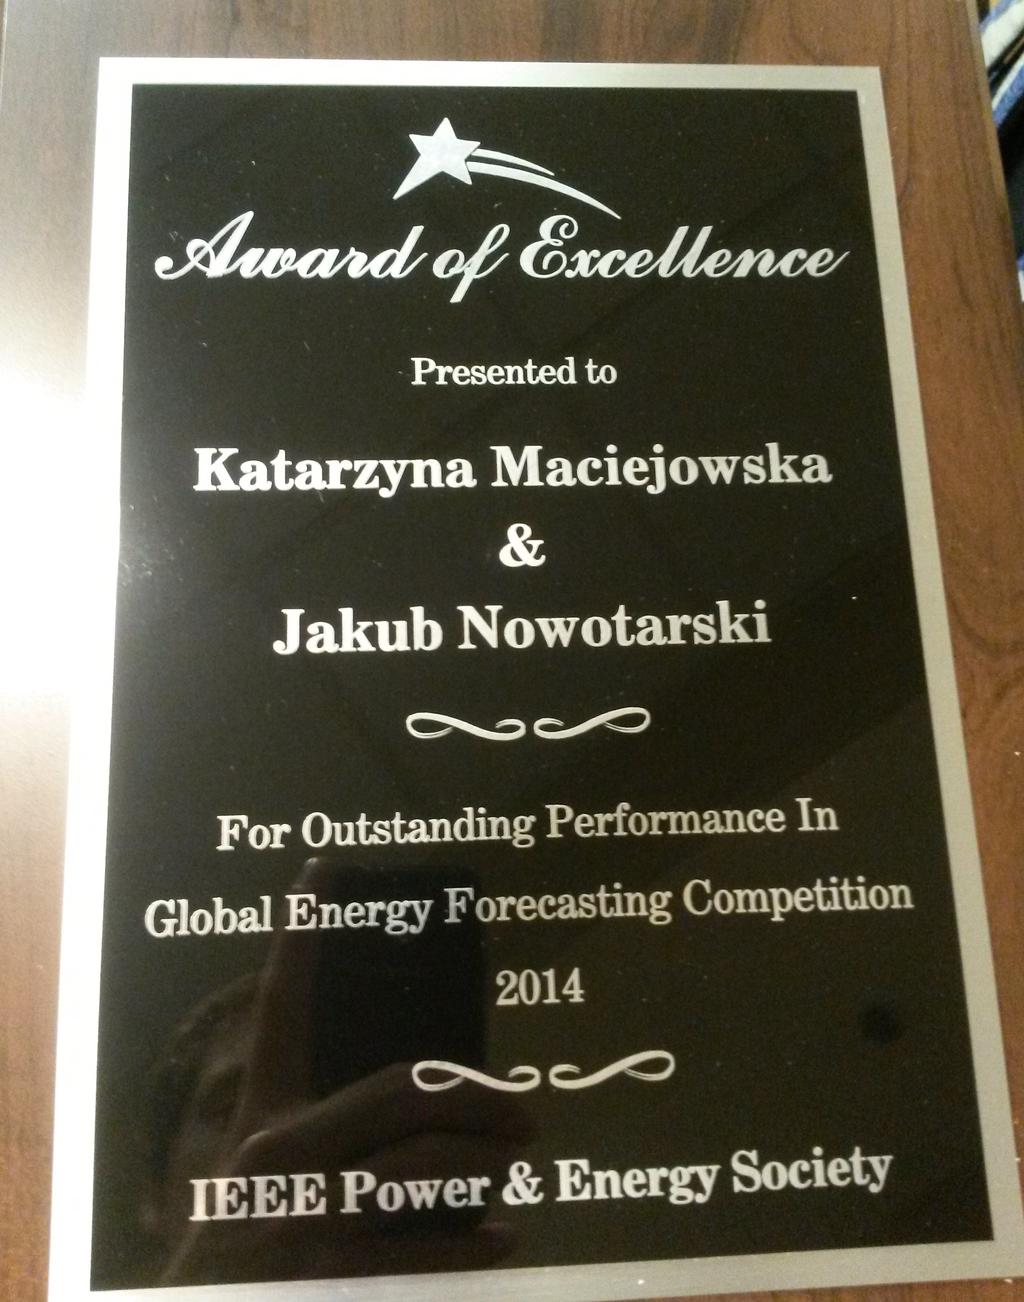 Award of Excellence
Presented to
Katarzyna Maciejowska
&
Jakub Nowotarski
For Outstanding Performance In
Global Energy Forecasting Competition
2014
IEEE Power & Energy Society